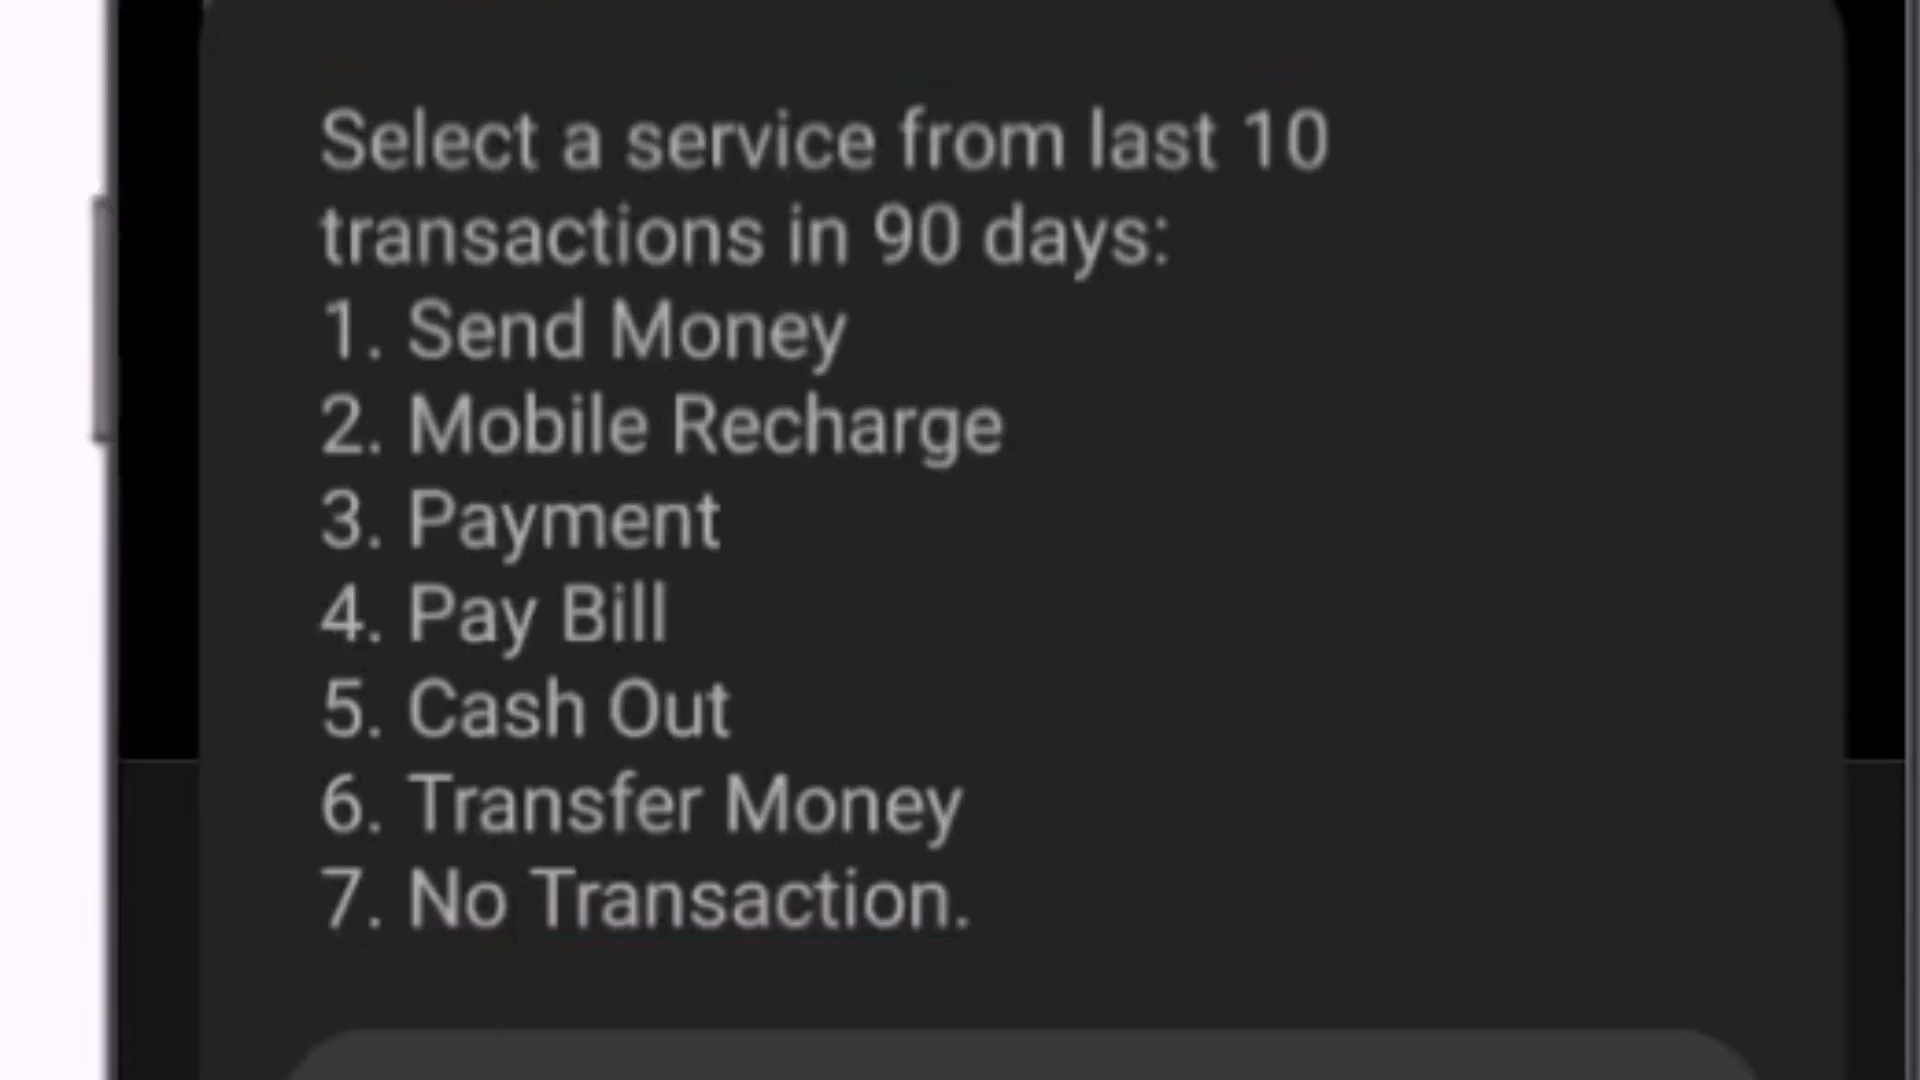 Select a service from last 10
transactions in 90 days:
1. Send Money
2. Mobile Recharge
3. Payment
4. Pay Bill
5. Cash Out
6. Transfer Money
7. No Transaction.